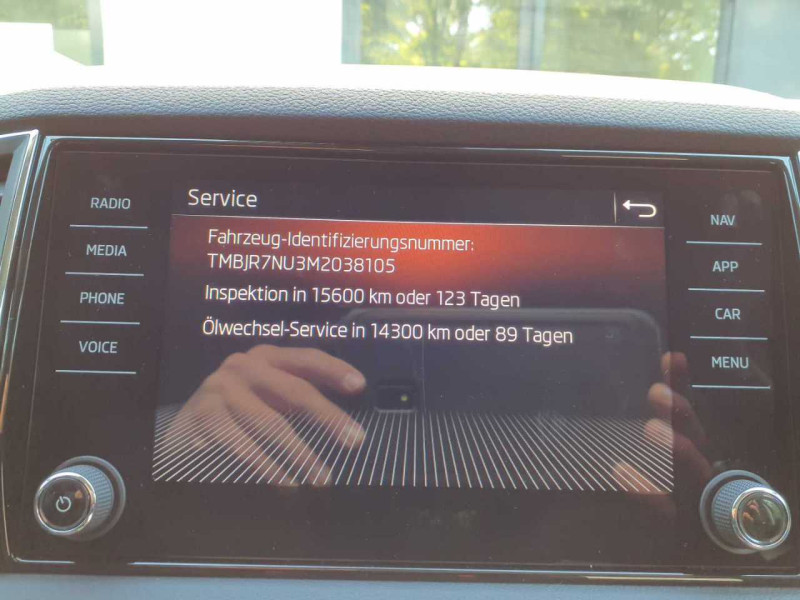 Service
RADIO
MEDIA
PHONE
VOICE
Fahrzeug-Identifizierungsnummer:
TMBJR7NU3M2038105
Inspektion in 15600 km oder 123 Tagen
Ölwechsel-Service in 14300 km oder 89 Tagen
NAV
APP
CAR
MENU